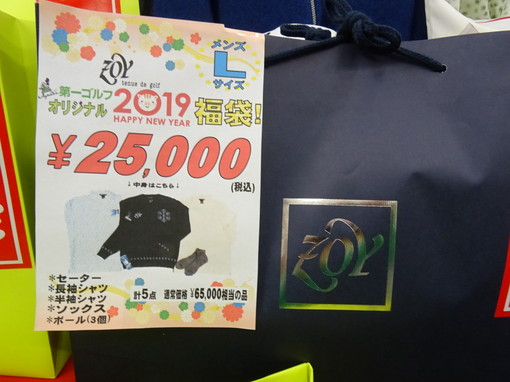 ZOY
tenue de golf
メンズ
L
サイズ
第一ゴルフ
オリジナル
2019
HAPPY NEW YEAR
福袋!
¥25,000
(税込)
↓中身はこちら↓
※セーター
※長袖シャツ
※半袖シャツ
※ソックス
※ボール(3個)
計5点 通常価格 ¥65,000相当の品
ZOY